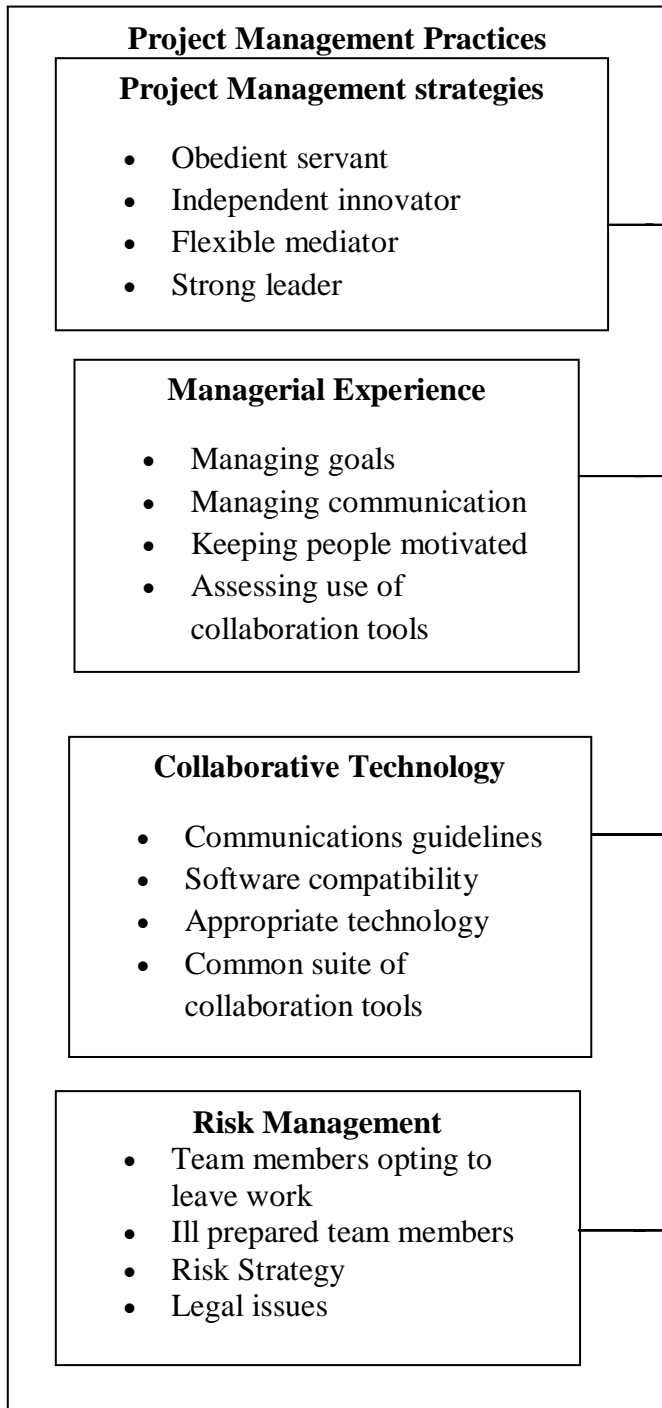 Project Management Practices
Project Management strategies
• Obedient servant
• Independent innovator
• Flexible mediator
• Strong leader
Managerial Experience
• Managing goals
• Managing communication
• Keeping people motivated
• Assessing use of
collaboration tools
Collaborative Technology
• Communications guidelines
• Software compatibility
• Appropriate technology
• Common suite of
collaboration tools
Risk Management
• Team members opting to
leave work
• Ill prepared team members
• Risk Strategy
• Legal issues